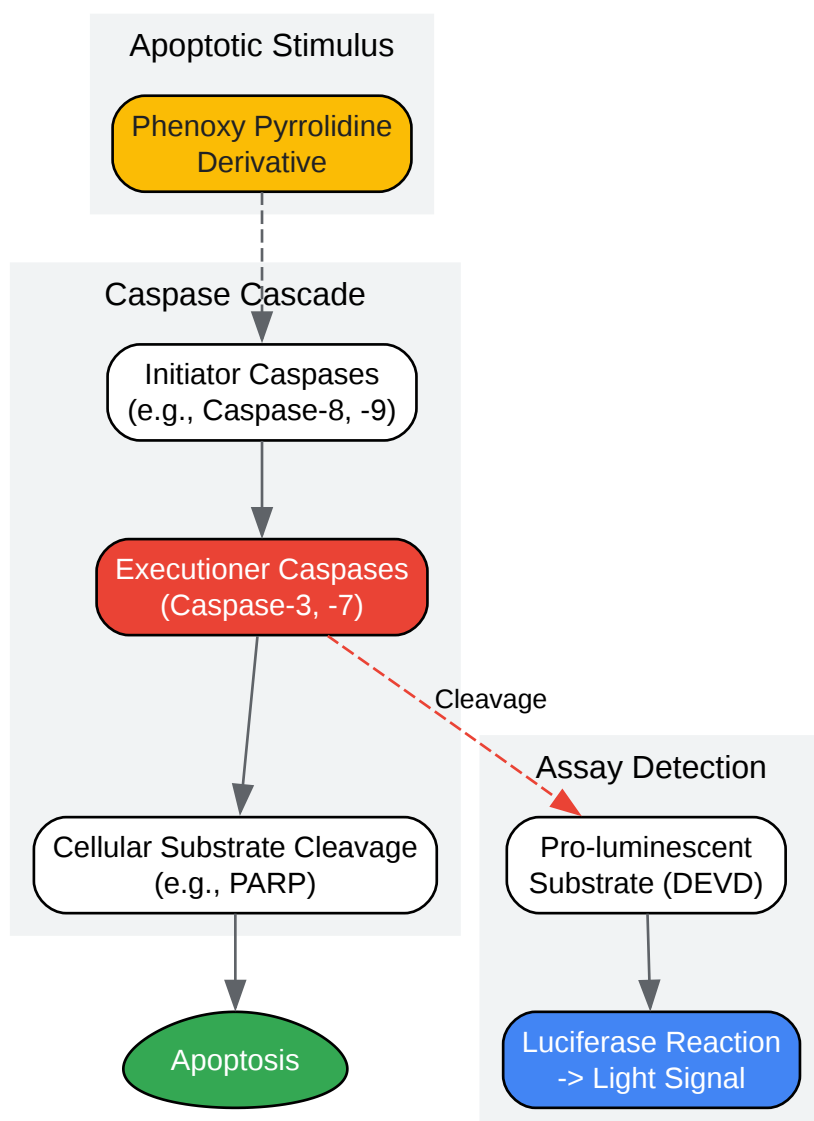 Apoptotic Stimulus
Phenoxy Pyrrolidine
Derivative
Caspase Cascade
Initiator Caspases
(e.g., Caspase-8, -9)
Executioner Caspases
(Caspase-3, -7)
Cleavage
Assay Detection
Cellular Substrate Cleavage
(e.g., PARP)
Pro-luminescent
Substrate (DEVD)
Apoptosis
Luciferase Reaction
-> Light Signal